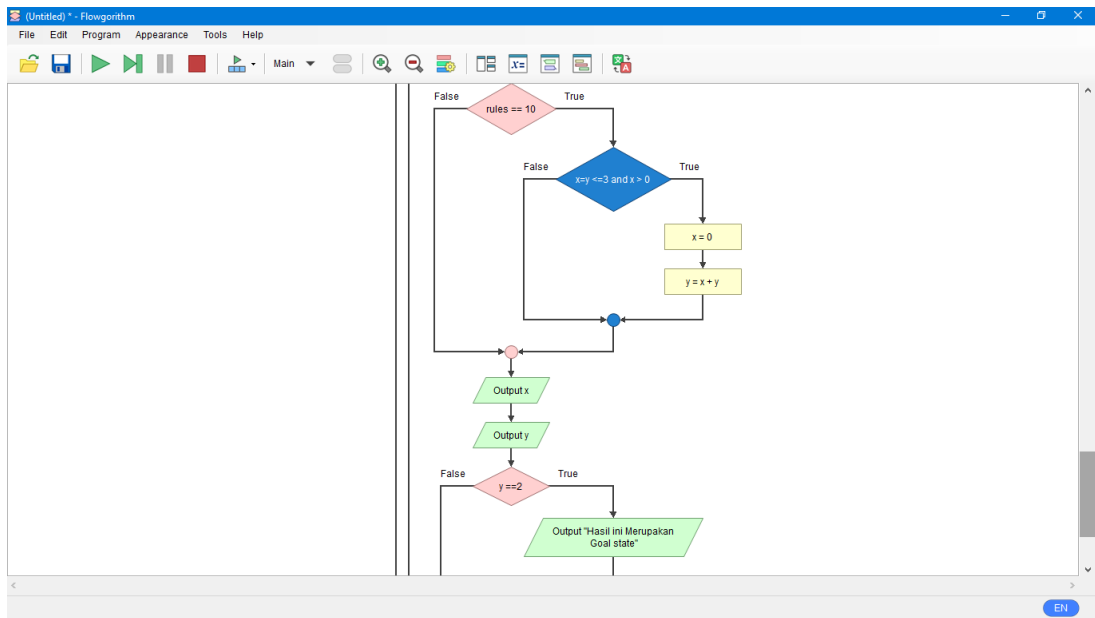 (Untitled) * - Flowgorithm
File Edit Program Appearance Tools Help
Main
x=
A
False True
rules == 10
False True
x=y <=3 and x > 0
x = 0
y = x + y
Output x
Output y
False True
y ==2
Output "Hasil ini Merupakan
Goal state"
EN